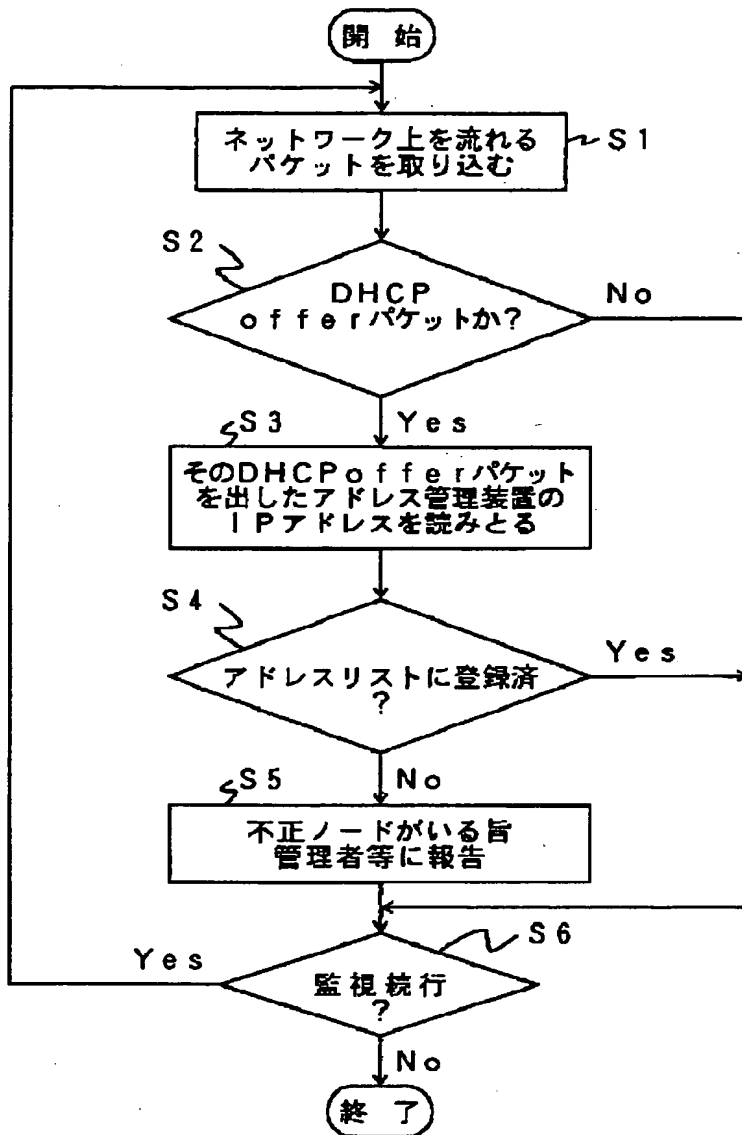 開始
ネットワーク上を流れる
パケットを取り込む
S1
S2
DHCP
offerパケットか?
No
Yes
S3
そのDHCPofferパケット
を出したアドレス管理装置の
IPアドレスを読みとる
S4
アドレスリストに登録済
?
Yes
No
S5
不正ノードがいる旨
管理者等に報告
S6
監視続行
?
Yes
No
終了